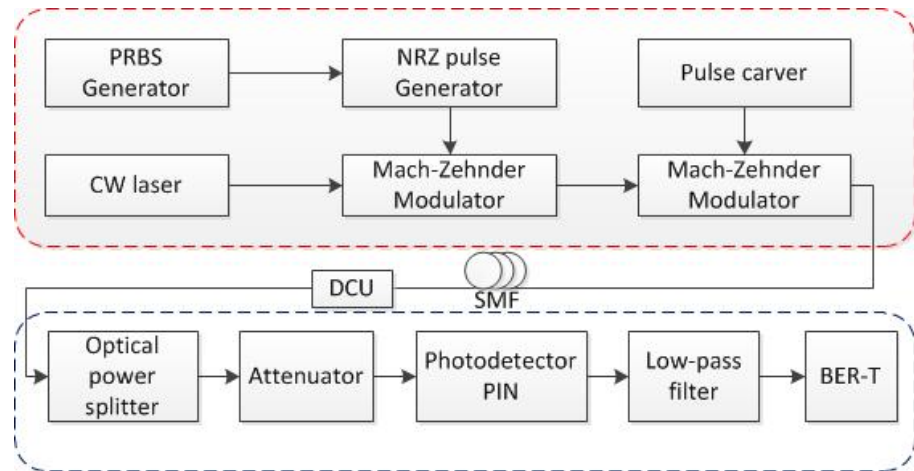 PRBS
Generator
NRZ pulse
Generator
Pulse carver
CW laser
Mach-Zehnder
Modulator
Mach-Zehnder
Modulator
DCU
SMF
Optical
power
splitter
Attenuator
Photodetector
PIN
Low-pass
filter
BER-T